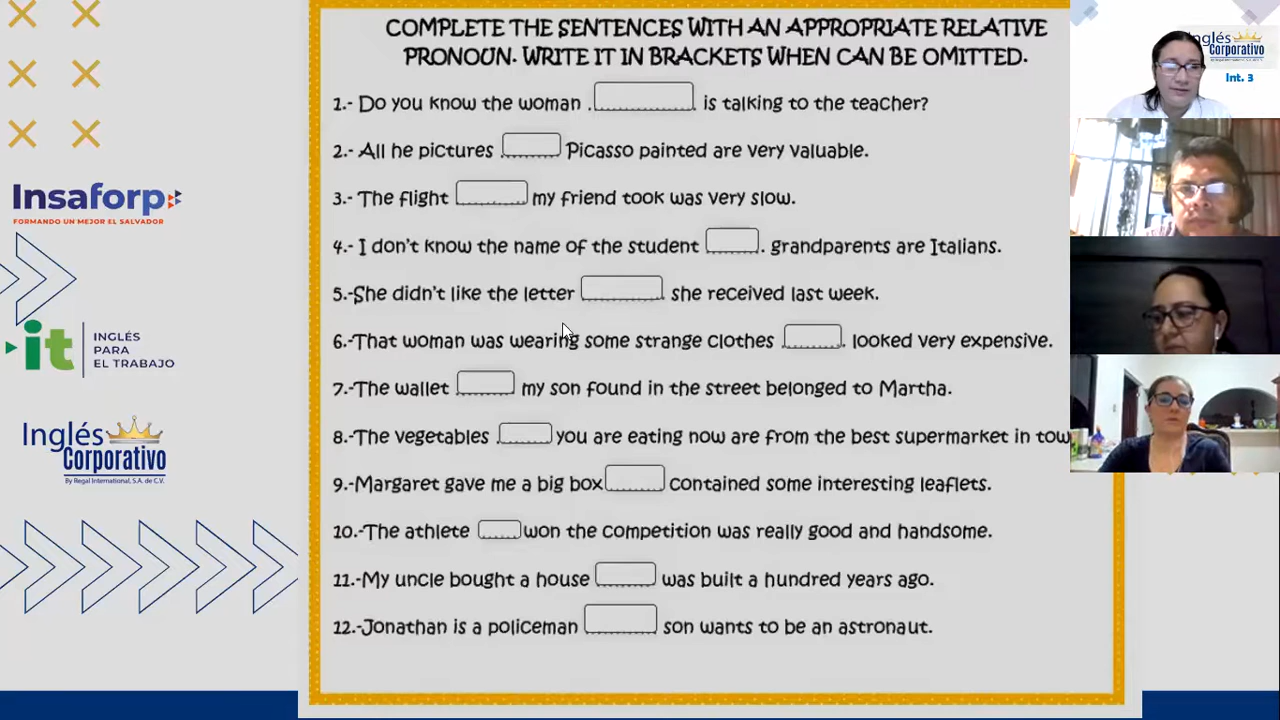 COMPLETE THE SENTENCES WITH AN APPROPRIATE RELATIVE
PRONOUN. WRITE IT IN BRACKETS WHEN CAN BE OMITTED.
1.- Do you know the woman is talking to the teacher?
2.- All he pictures Picasso painted are very valuable.
3.- The flight my friend took was very slow.
4.- I don't know the name of the student grandparents are Italians.
5.-She didn't like the letter she received last week.
6.-That woman was wearing some strange clothes looked very expensive.
7.-The wallet my son found in the street belonged to Martha.
8.-The vegetables you are eating now are from the best supermarket in tow
9.-Margaret gave me a big box contained some interesting leaflets.
10.-The athlete won the competition was really good and handsome.
11.-My uncle bought a house was built a hundred years ago.
12.-Jonathan is a policeman son wants to be an astronaut.
Insaforp
FORMANDO UN MEJOR EL SALVADOR
it
INGLÉS
PARA
EL TRABAJO
Inglés
Corporativo
By Regal International, S.A. de C.V.
Inglés
Corporativo
Int. 3